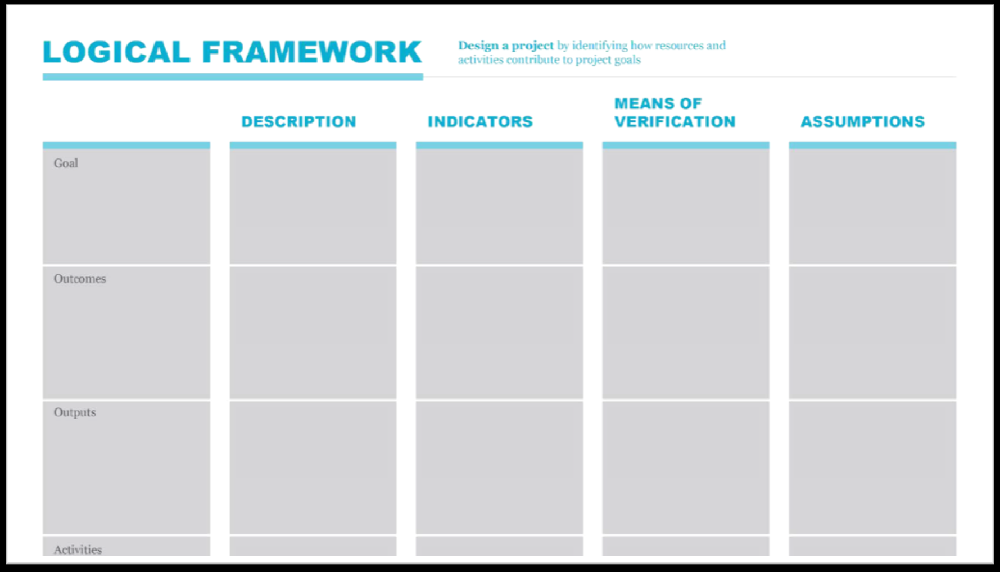 LOGICAL FRAMEWORK
Design a project by identifying how resources and
activities contribute to project goals
DESCRIPTION
INDICATORS
MEANS OF
VERIFICATION
ASSUMPTIONS
Goal
Outcomes
Outputs
Activities